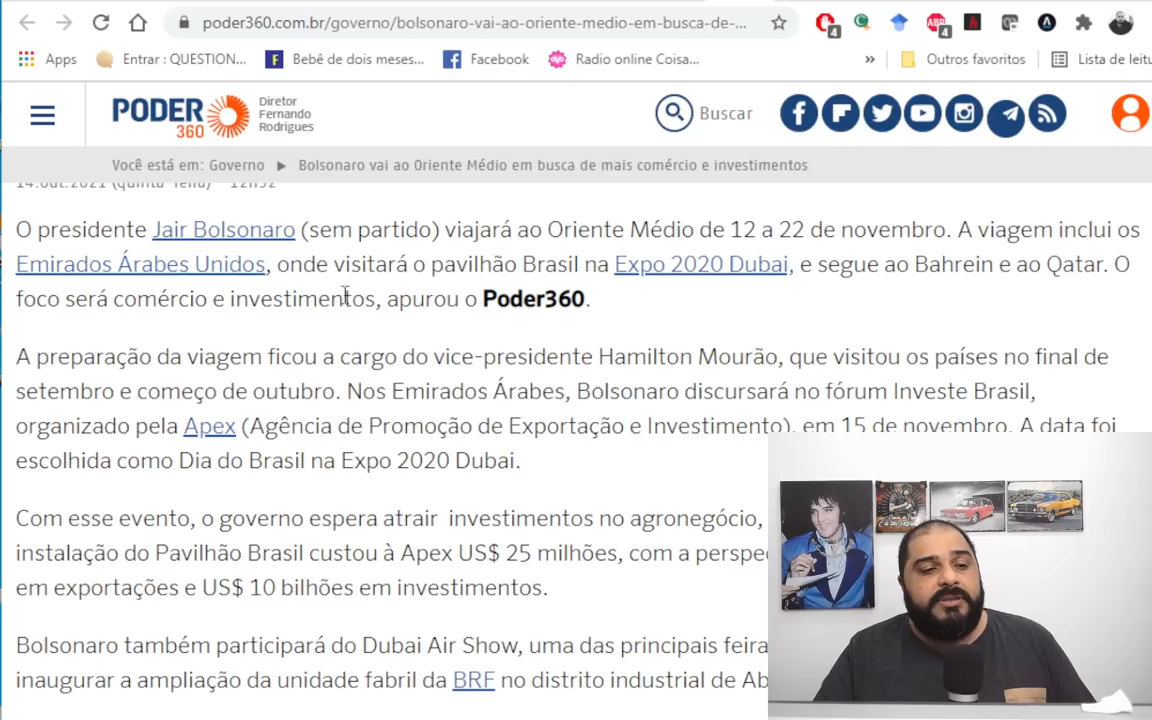 poder360.com.br/governo/bolsonaro-vai-ao-oriente-medio-em-busca-de-...
4
ABP
4
Apps
Entrar : QUESTION...
Bebê de dois meses...
Facebook
Radio online Coisa...
»
Outros favoritos
Lista de leitu
PODER
360
Diretor
Fernando
Rodrigues
Buscar
Você está em: Governo ▶ Bolsonaro vai ao Oriente Médio em busca de mais comércio e investimentos
14.out.2021 (quinta-feira) - 12h52
O presidente Jair Bolsonaro (sem partido) viajará ao Oriente Médio de 12 a 22 de novembro. A viagem inclui os
Emirados Árabes Unidos, onde visitará o pavilhão Brasil na Expo 2020 Dubai, e segue ao Bahrein e ao Qatar. O
foco será comércio e investimentos, apurou o Poder360.
A preparação da viagem ficou a cargo do vice-presidente Hamilton Mourão, que visitou os países no final de
setembro e começo de outubro. Nos Emirados Árabes, Bolsonaro discursará no fórum Investe Brasil,
organizado pela Apex (Agência de Promoção de Exportação e Investimento), em 15 de novembro. A data foi
escolhida como Dia do Brasil na Expo 2020 Dubai.
Com esse evento, o governo espera atrair investimentos no agronegócio,
instalação do Pavilhão Brasil custou à Apex US$ 25 milhões, com a perspe
em exportações e US$ 10 bilhões em investimentos.
Bolsonaro também participará do Dubai Air Show, uma das principais feira
inaugurar a ampliação da unidade fabril da BRF no distrito industrial de Ab